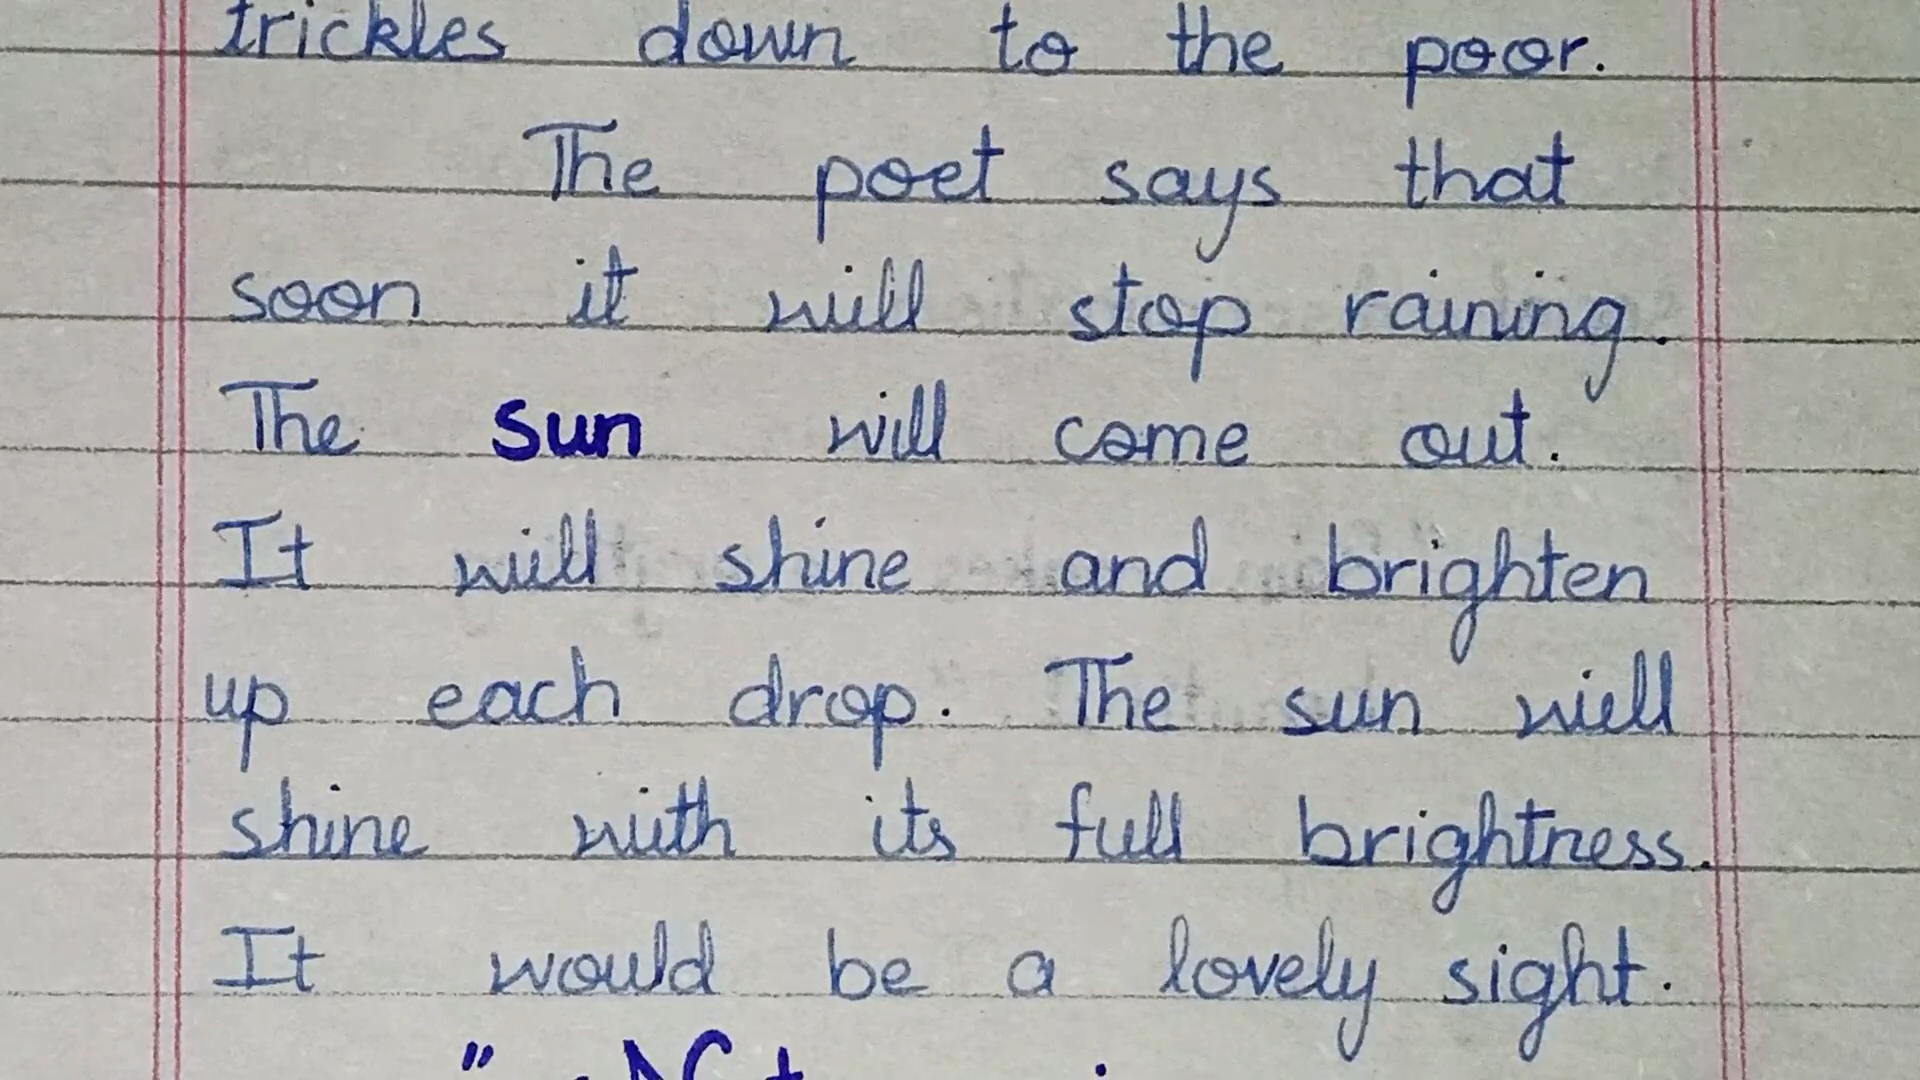 trickles down to the poor.
The poet says that
soon it will stop raining.
The sun will come out.
It will shine and brighten
up each drop. The sun will
shine with its full brightness.
It would be a lovely sight.
"